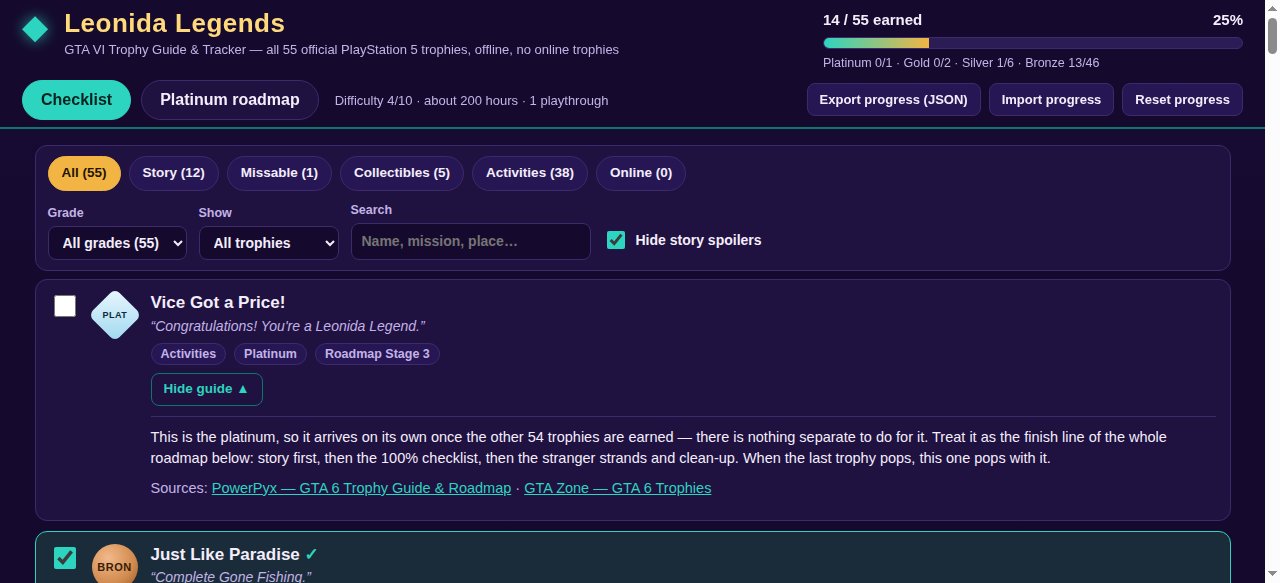 Leonida Legends
GTA VI Trophy Guide & Tracker — all 55 official PlayStation 5 trophies, offline, no online trophies
14 / 55 earned 25%
Platinum 0/1 · Gold 0/2 · Silver 1/6 · Bronze 13/46
Checklist Platinum roadmap Difficulty 4/10 · about 200 hours · 1 playthrough Export progress (JSON) Import progress Reset progress
All (55) Story (12) Missable (1) Collectibles (5) Activities (38) Online (0)
Grade Show Search
All grades (55) All trophies Name, mission, place… Hide story spoilers
PLAT
Vice Got a Price!
“Congratulations! You're a Leonida Legend.”
Activities Platinum Roadmap Stage 3
Hide guide ▲
This is the platinum, so it arrives on its own once the other 54 trophies are earned — there is nothing separate to do for it. Treat it as the finish line of the whole
roadmap below: story first, then the 100% checklist, then the stranger strands and clean-up. When the last trophy pops, this one pops with it.
Sources: PowerPyx — GTA 6 Trophy Guide & Roadmap · GTA Zone — GTA 6 Trophies
BRON
Just Like Paradise ✓
“Complete Gone Fishing.”